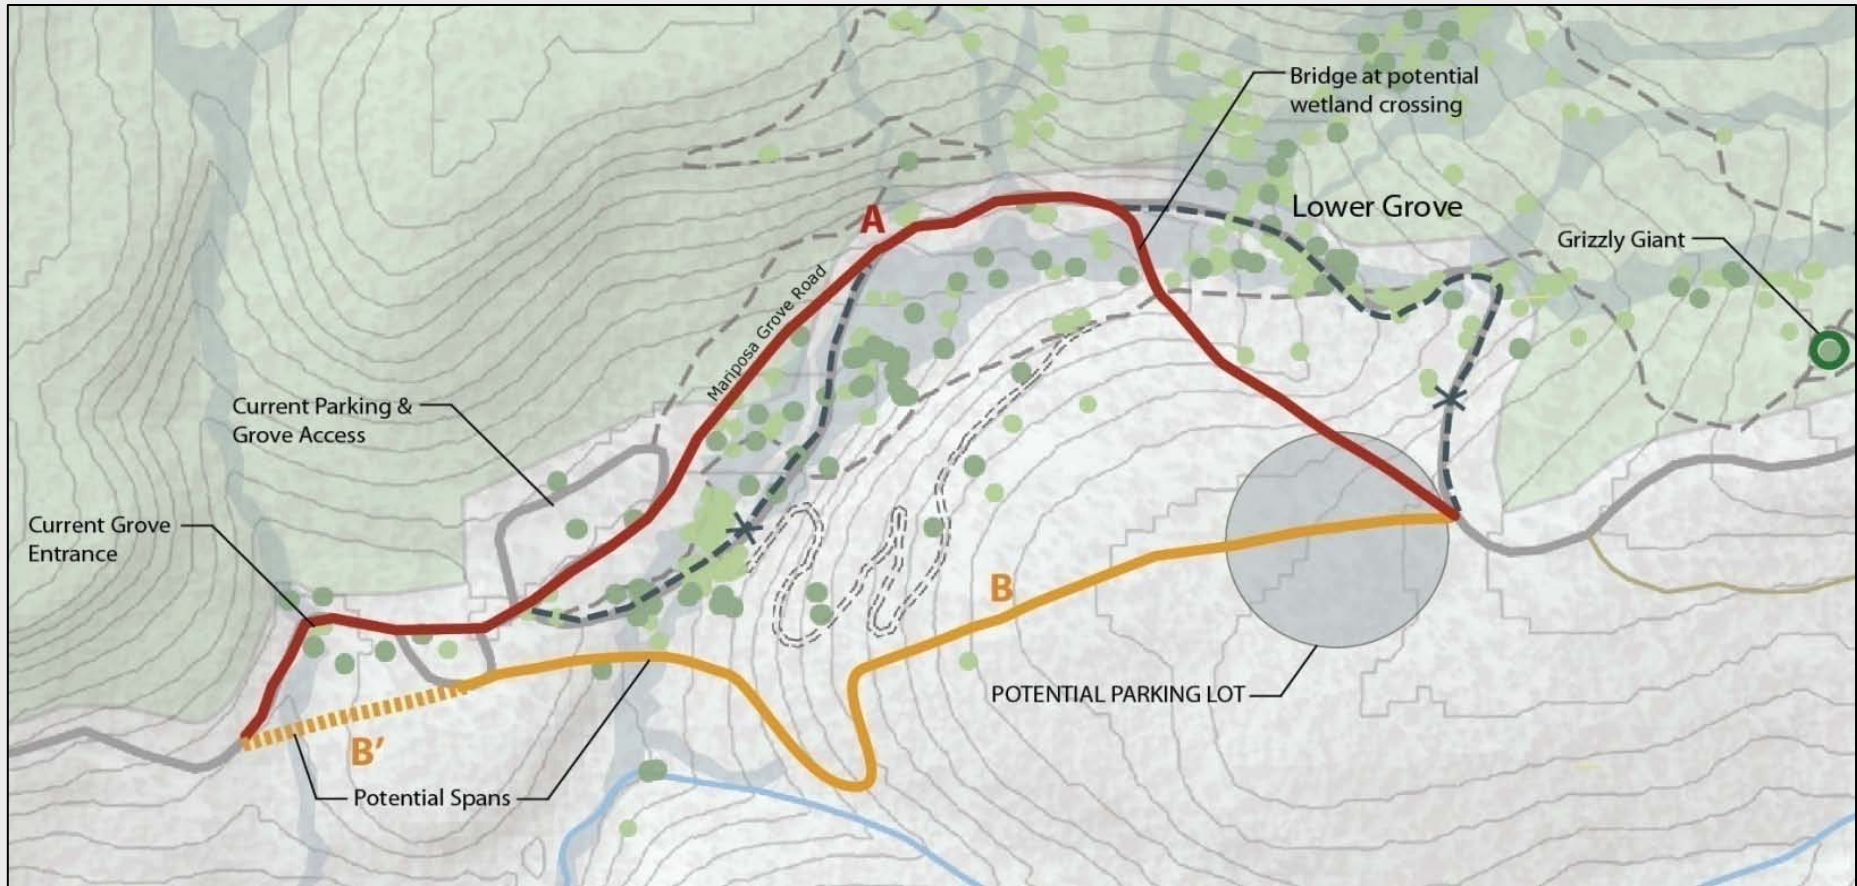 Bridge at potential
wetland crossing
Lower Grove
A
Grizzly Giant
Mariposa Grove Road
Current Parking &
Grove Access
Current Grove
Entrance
B
POTENTIAL PARKING LOT
B′
Potential Spans